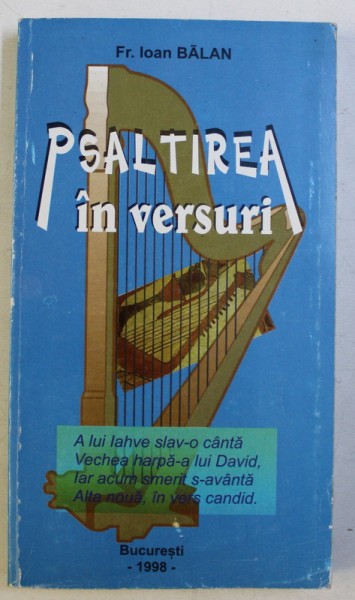 Fr. Ioan BĂLAN
PSALTIREA
în versuri
A lui Iahve slav-o cântă
Vechea harpă-a lui David,
Iar acum smerit s-avântă
Alta nouă, în vers candid.
Bucureşti
- 1998 -